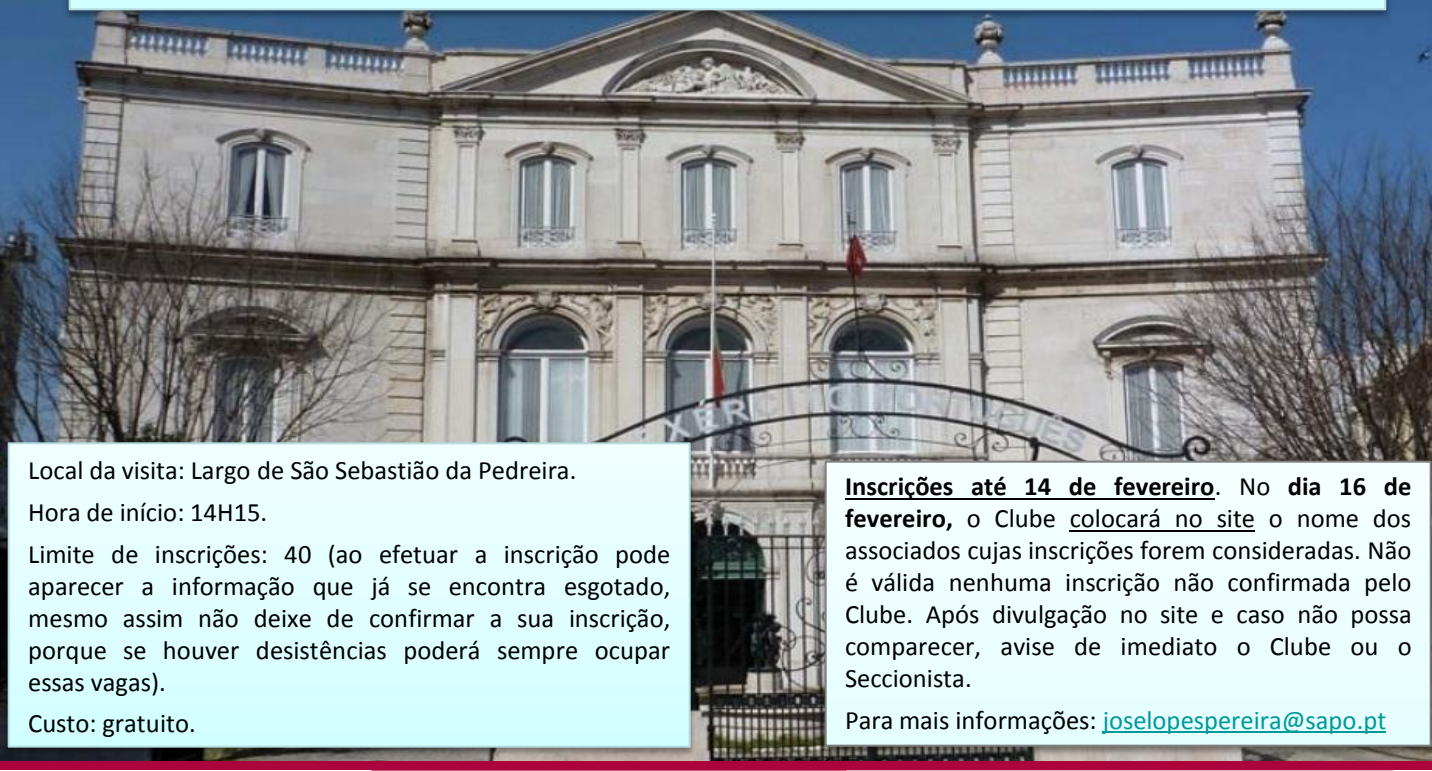 EXÉRCITO PORTUGUÊS
Local da visita: Largo de São Sebastião da Pedreira.
Hora de início: 14H15.
Limite de inscrições: 40 (ao efetuar a inscrição pode
aparecer a informação que já se encontra esgotado,
mesmo assim não deixe de confirmar a sua inscrição,
porque se houver desistências poderá sempre ocupar
essas vagas).
Custo: gratuito.
Inscrições até 14 de fevereiro. No dia 16 de
fevereiro, o Clube colocará no site o nome dos
associados cujas inscrições forem consideradas. Não
é válida nenhuma inscrição não confirmada pelo
Clube. Após divulgação no site e caso não possa
comparecer, avise de imediato o Clube ou o
Seccionista.
Para mais informações: joselopespereira@sapo.pt